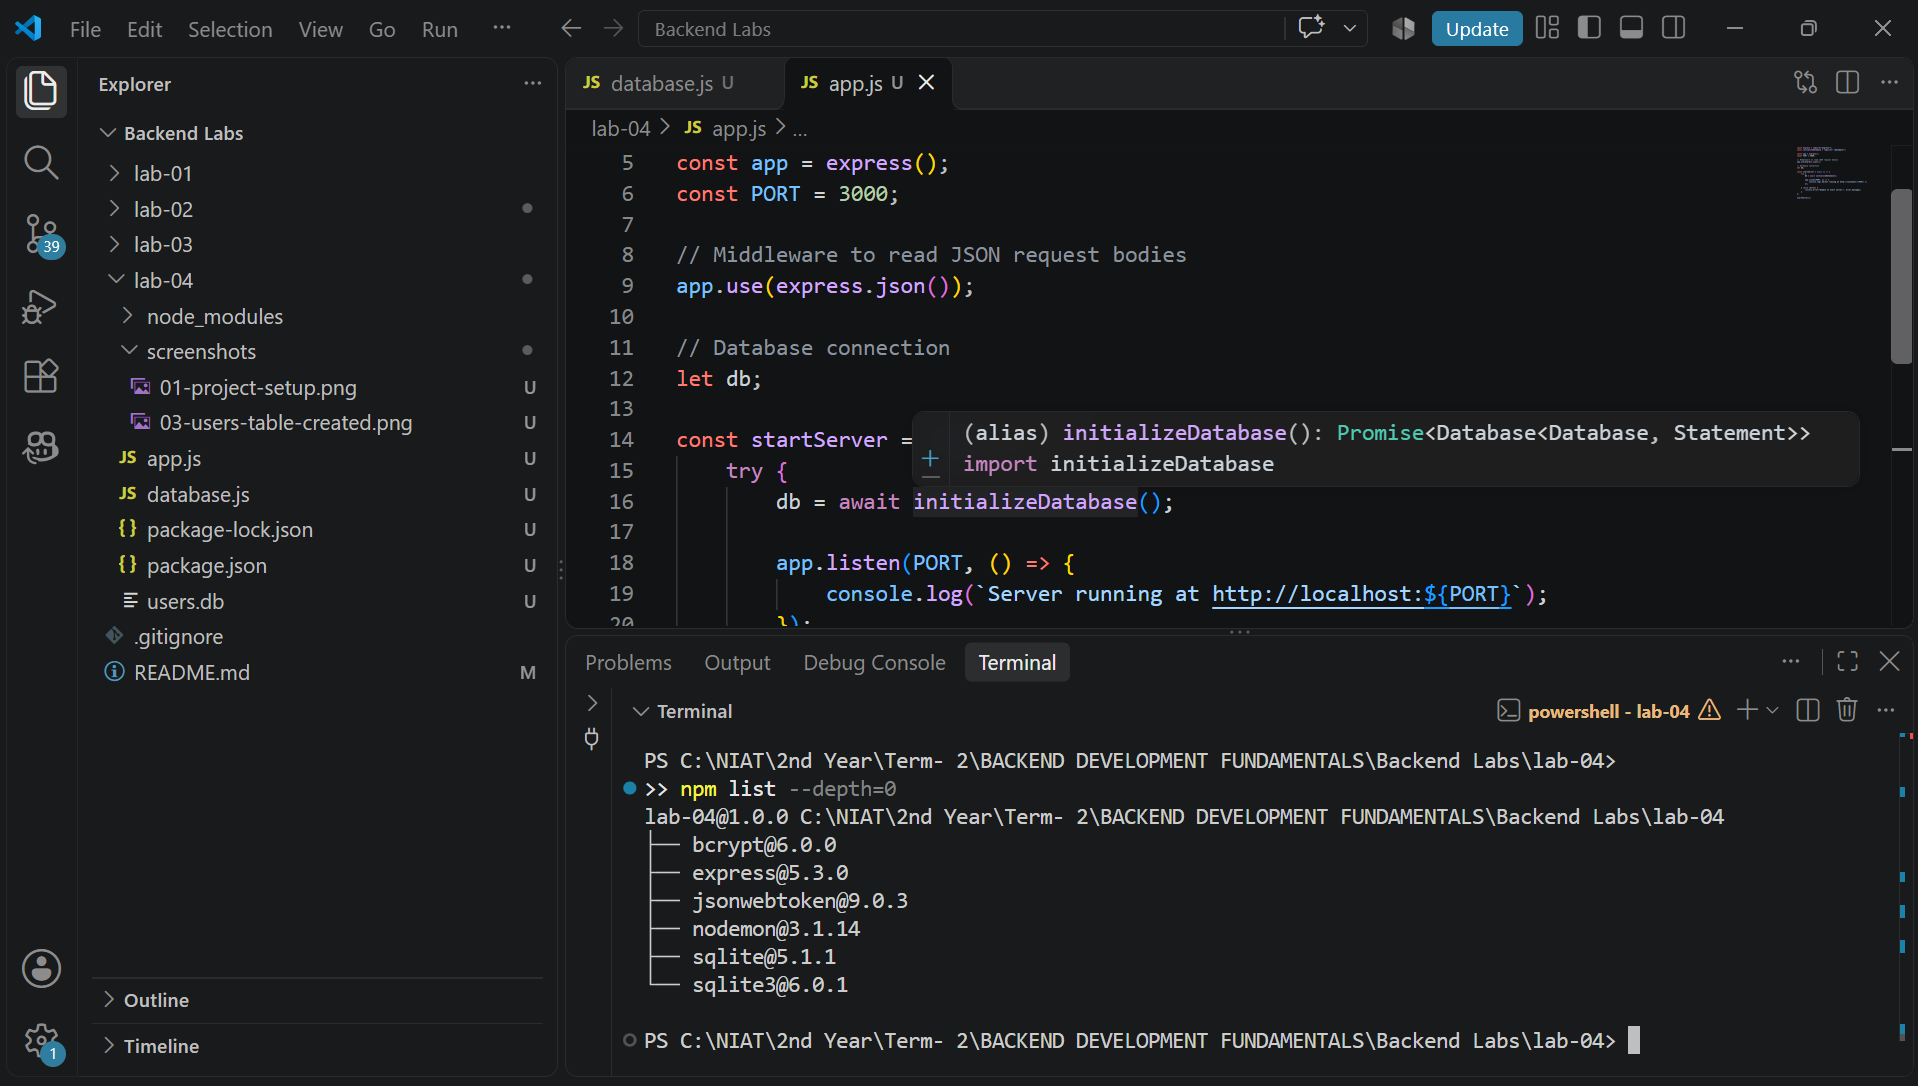 File Edit Selection View Go Run ...
Backend Labs
Update
Explorer
Backend Labs
lab-01
lab-02
lab-03
lab-04
node_modules
screenshots
01-project-setup.png U
03-users-table-created.png U
JS app.js U
JS database.js U
{} package-lock.json U
{} package.json U
users.db U
.gitignore
README.md M
Outline
Timeline
39
1
JS database.js U
JS app.js U
lab-04 > JS app.js > ...
5 const app = express();
6 const PORT = 3000;
7
8 // Middleware to read JSON request bodies
9 app.use(express.json());
10
11 // Database connection
12 let db;
13
14 const startServer =
(alias) initializeDatabase(): Promise<Database<Database, Statement>>
import initializeDatabase
15 try {
16 db = await initializeDatabase();
17
18 app.listen(PORT, () => {
19 console.log(`Server running at http://localhost:${PORT}`);
20 });
Problems Output Debug Console Terminal
Terminal
powershell - lab-04
PS C:\NIAT\2nd Year\Term- 2\BACKEND DEVELOPMENT FUNDAMENTALS\Backend Labs\lab-04>
>> npm list --depth=0
lab-04@1.0.0 C:\NIAT\2nd Year\Term- 2\BACKEND DEVELOPMENT FUNDAMENTALS\Backend Labs\lab-04
├── bcrypt@6.0.0
├── express@5.3.0
├── jsonwebtoken@9.0.3
├── nodemon@3.1.14
├── sqlite@5.1.1
└── sqlite3@6.0.1
PS C:\NIAT\2nd Year\Term- 2\BACKEND DEVELOPMENT FUNDAMENTALS\Backend Labs\lab-04>